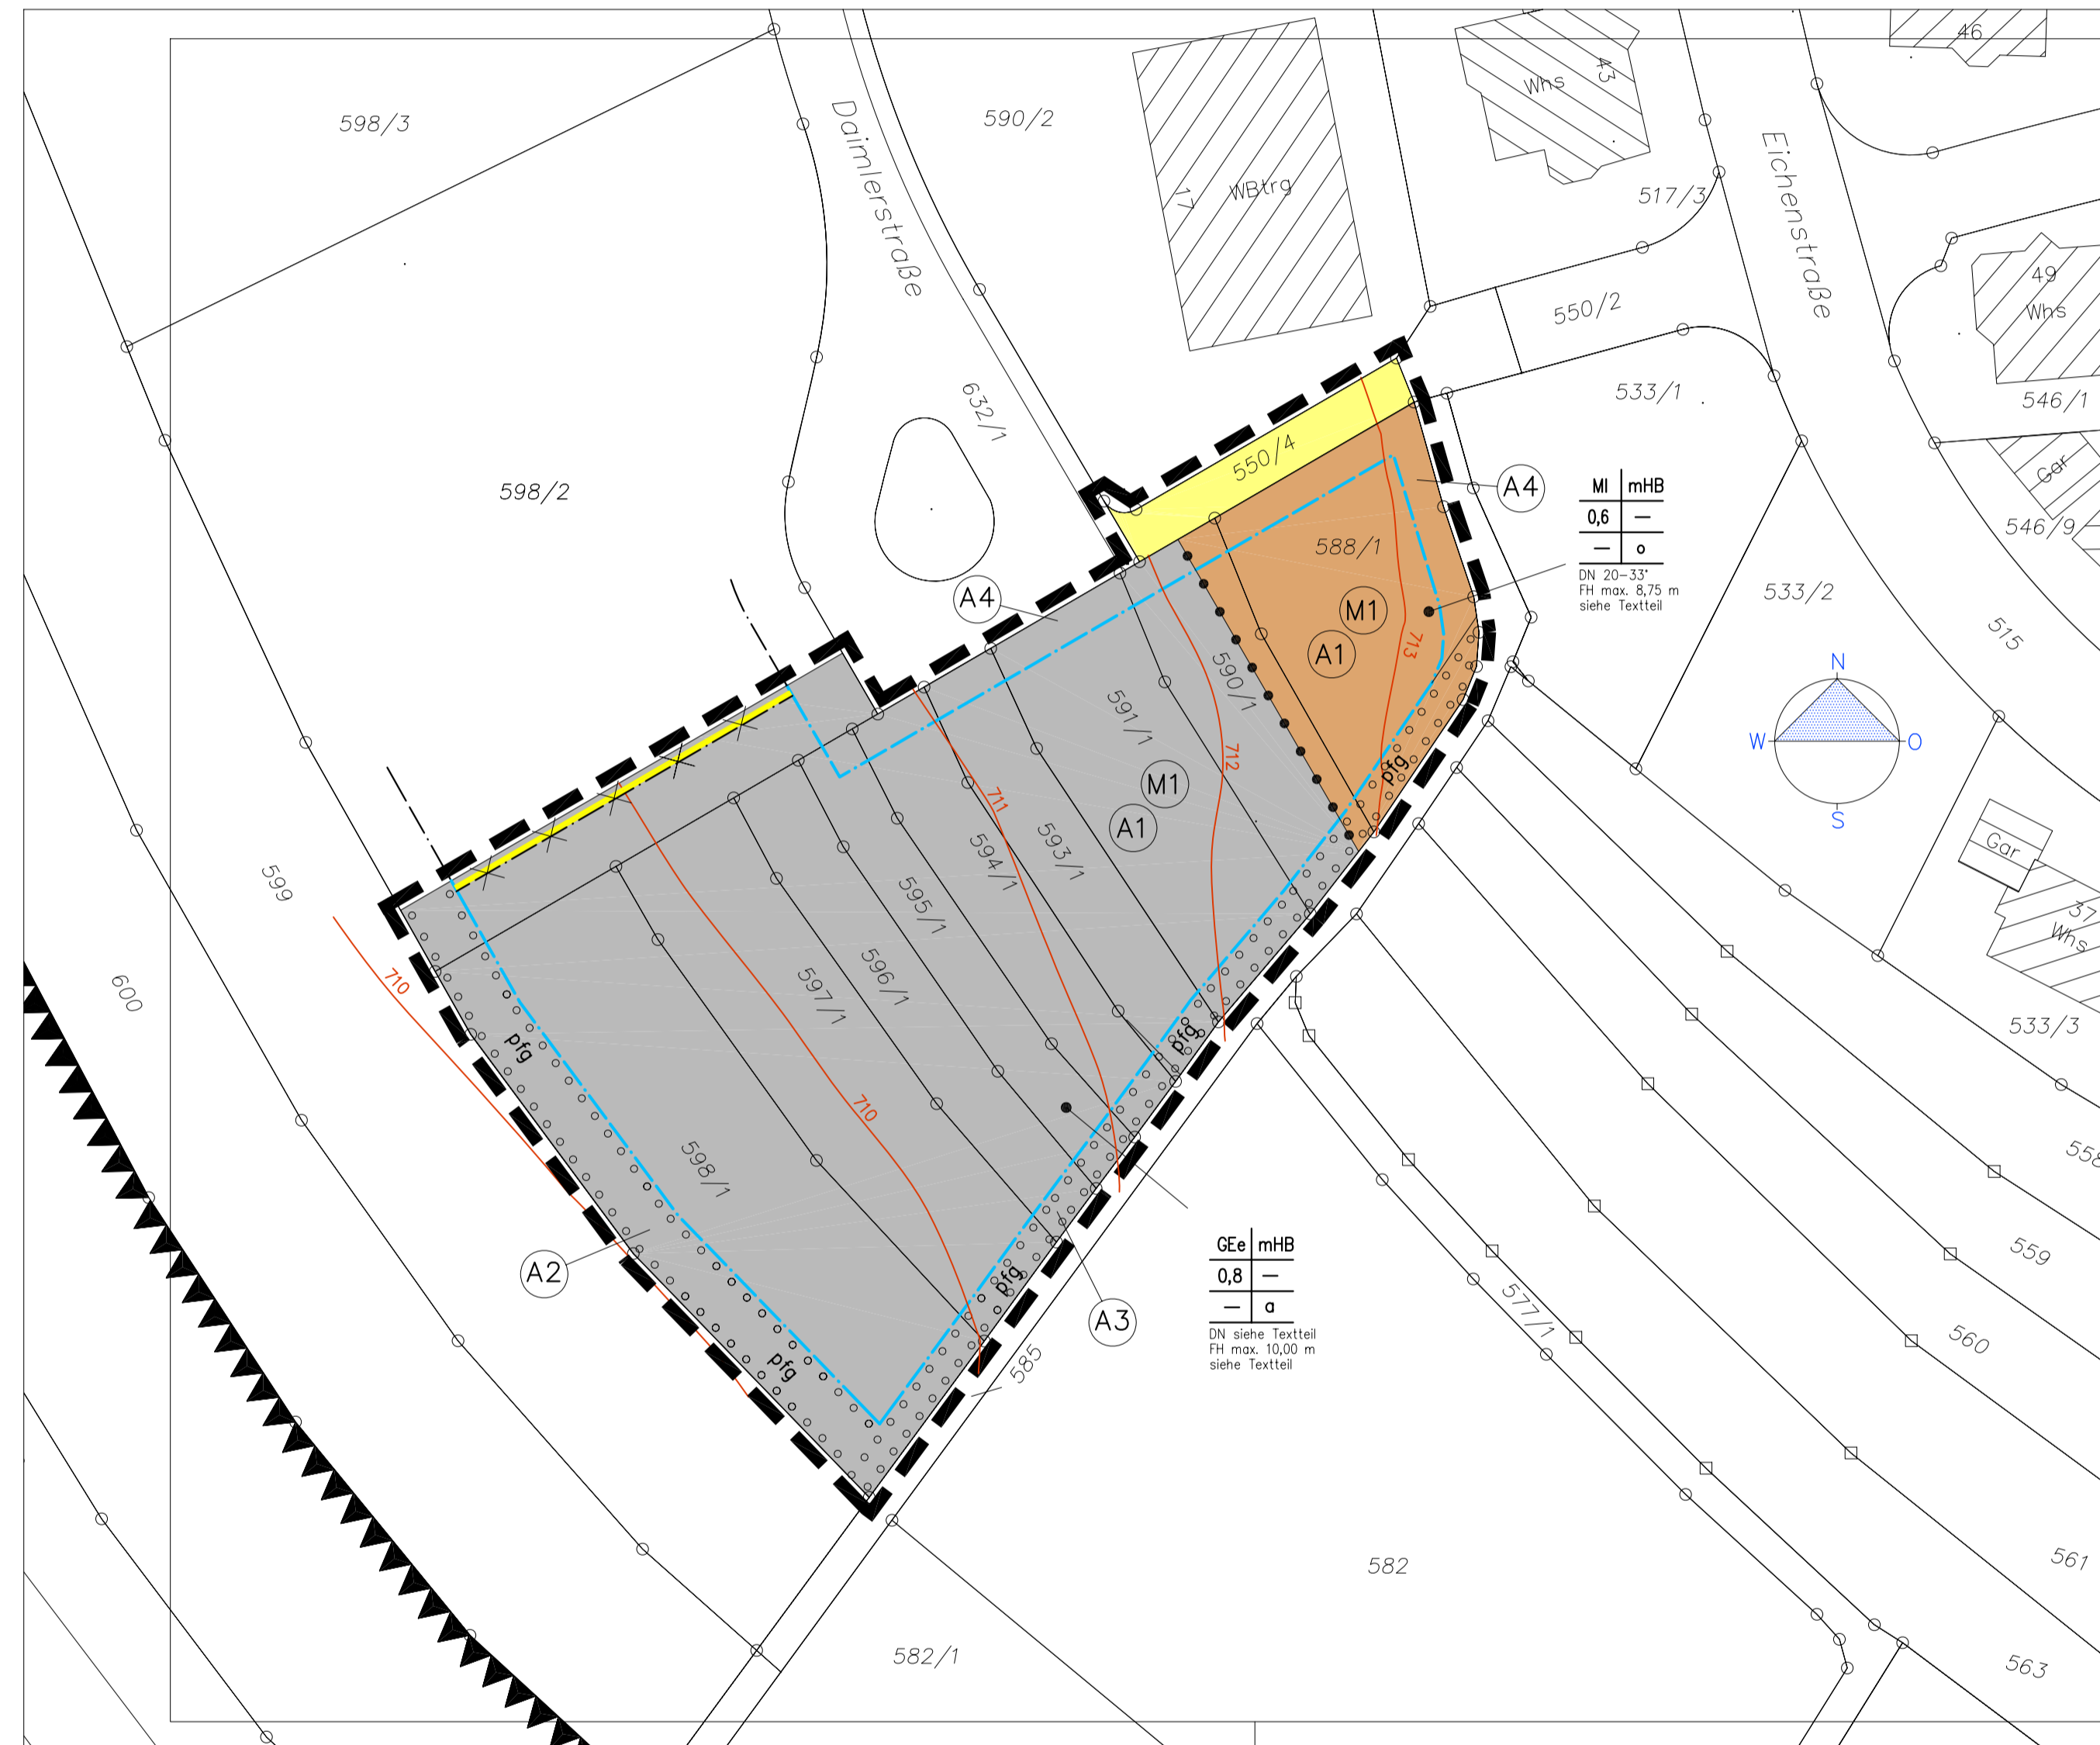 46
598/3
590/2
Daimlerstraße
17
WBtrg
Whs
43
517/3
Eichenstraße
49
Whs
550/2
533/1
546/1
632/1
550/4
Gar
546/9
598/2
A4
MI mHB
0,6 —
— o
DN 20-33°
FH max. 8,75 m
siehe Textteil
588/1
M1
A1
713
533/2
515
N
W O
S
A4
590/1
591/1
712
M1
A1
pfg
711
593/1
594/1
595/1
596/1
597/1
599
600
710
Gar
37
Whs
533/3
pfg
pfg
710
598/1
A2
A3
pfg
pfg
GEe mHB
0,8 —
— a
DN siehe Textteil
FH max. 10,00 m
siehe Textteil
585
577/1
558
559
560
561
563
582
582/1